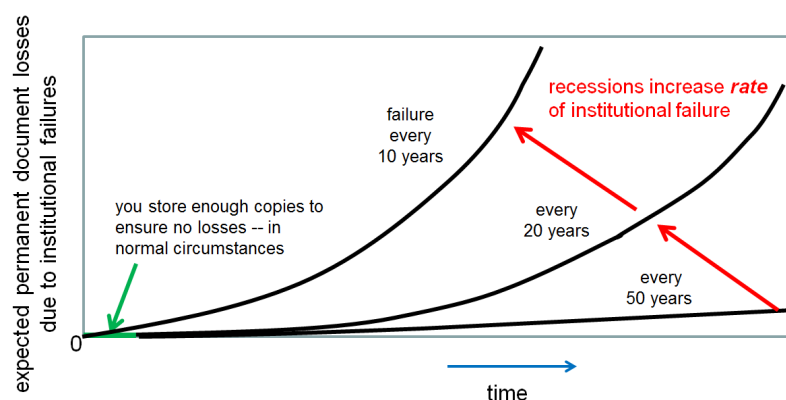 expected permanent document losses
due to institutional failures
recessions increase rate
of institutional failure
failure
every
10 years
you store enough copies to
ensure no losses -- in
normal circumstances
every
20 years
every
50 years
0
time